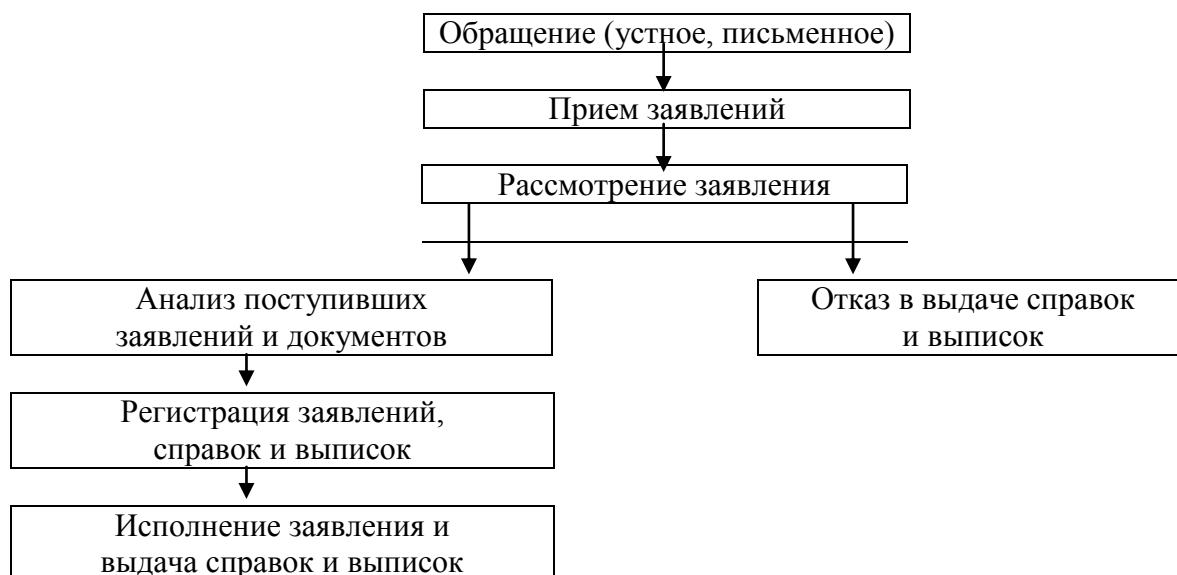 Обращение (устное, письменное)
Прием заявлений
Рассмотрение заявления
Анализ поступивших
заявлений и документов
Отказ в выдаче справок
и выписок
Регистрация заявлений,
справок и выписок
Исполнение заявления и
выдача справок и выписок